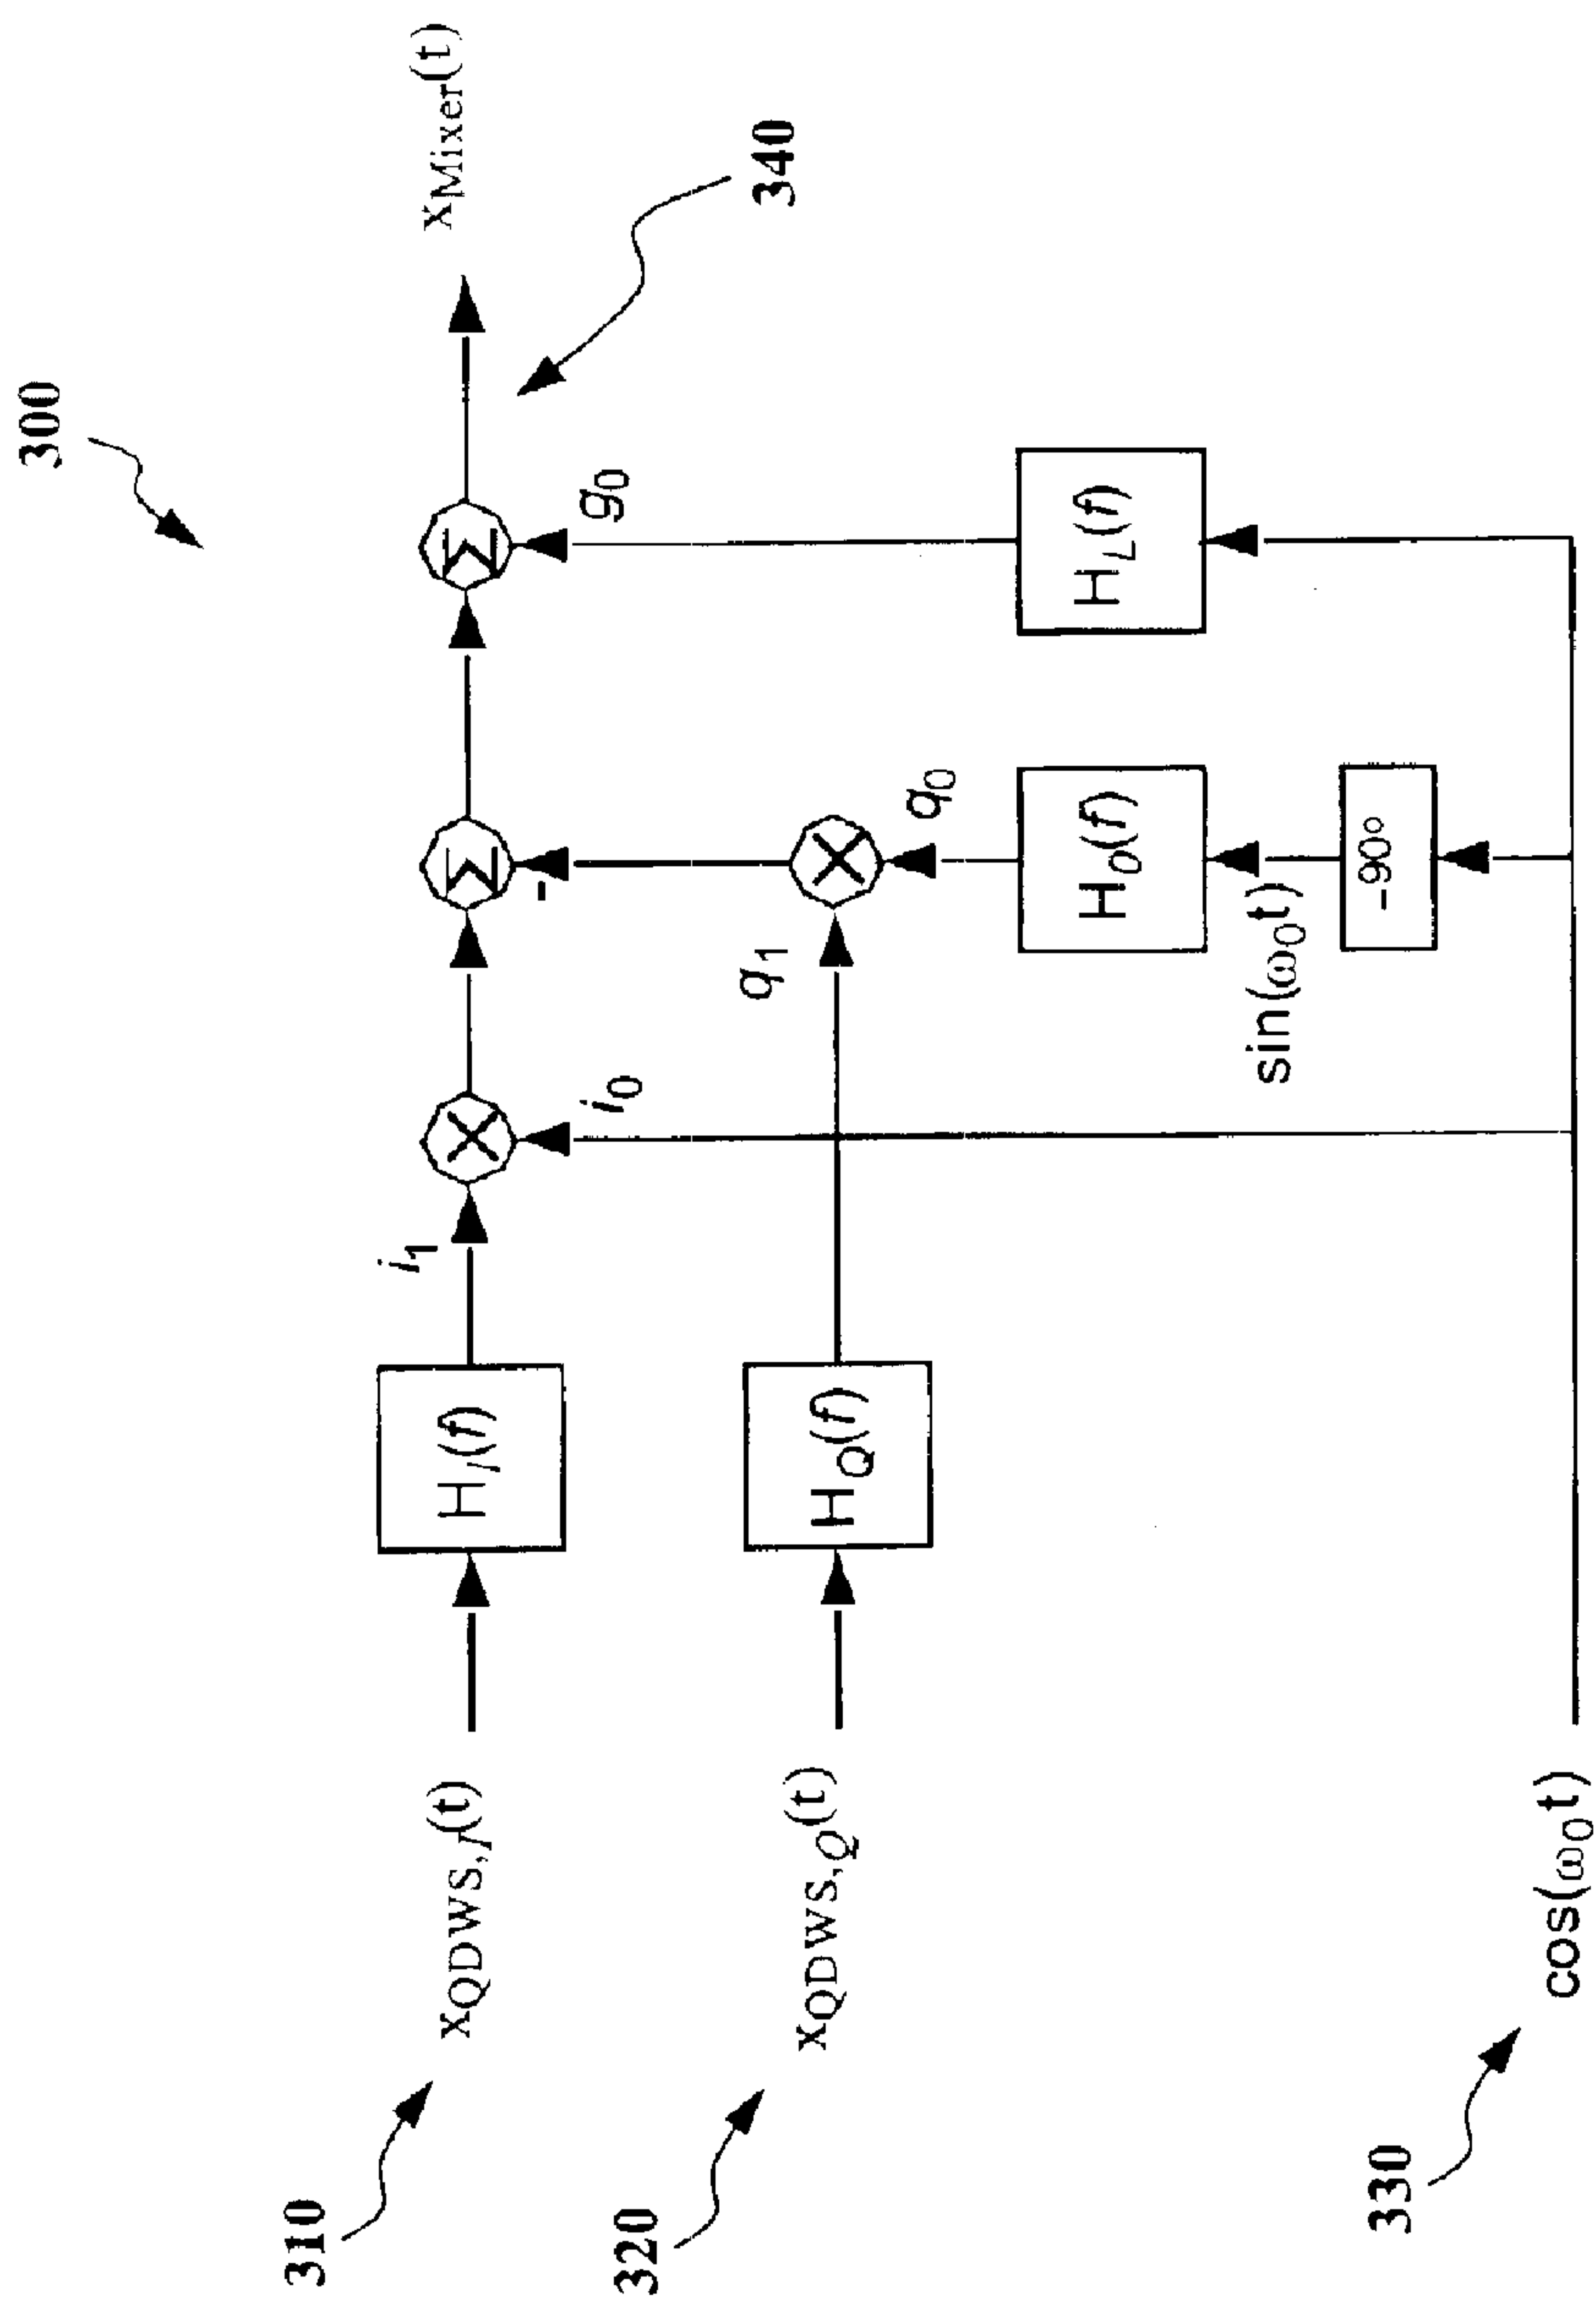 300
310
x_QDWS,I(t)
H_I(f)
i_1
×
i_0
Σ
-
Σ
g_0
x_Mixer(t)
340
320
x_QDWS,Q(t)
H_Q(f)
q_1
×
q_0
H_0(f)
H_L(f)
sin(ω_0t)
-90°
330
cos(ω_0t)